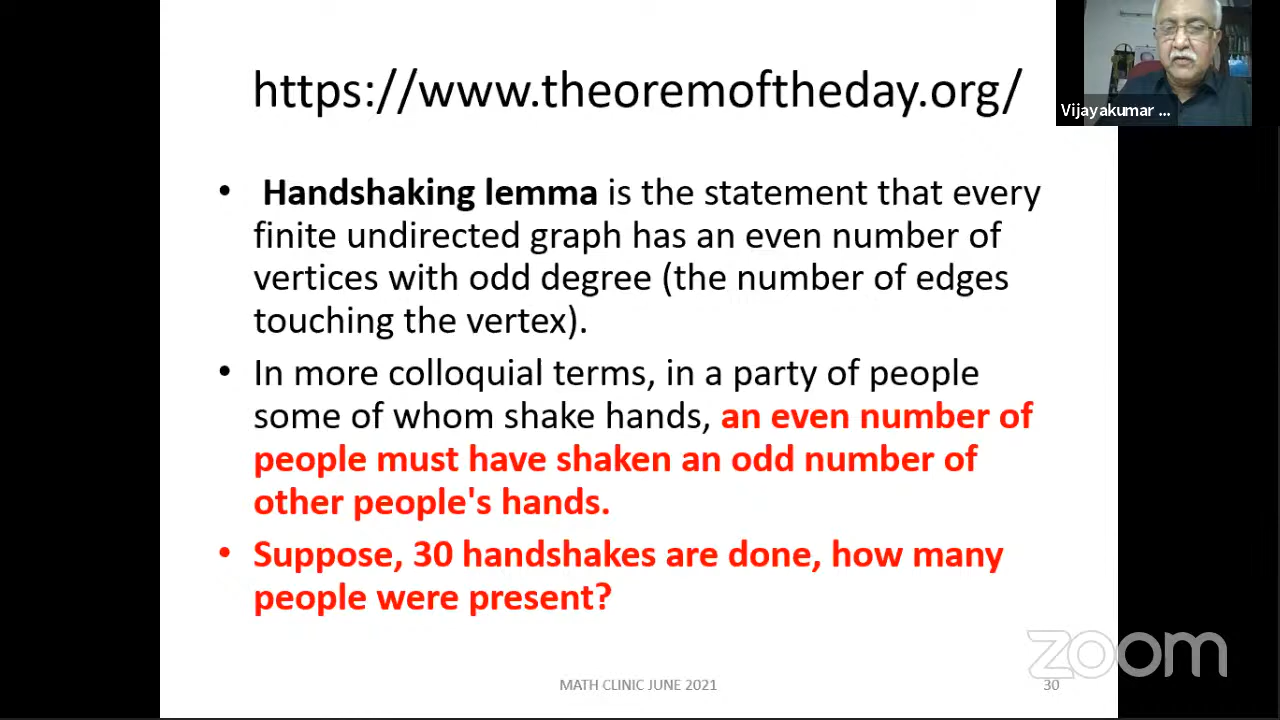 https://www.theoremoftheday.org/
Vijayakumar ...
• Handshaking lemma is the statement that every
finite undirected graph has an even number of
vertices with odd degree (the number of edges
touching the vertex).
• In more colloquial terms, in a party of people
some of whom shake hands, an even number of
people must have shaken an odd number of
other people's hands.
• Suppose, 30 handshakes are done, how many
people were present?
zoom
MATH CLINIC JUNE 2021
30